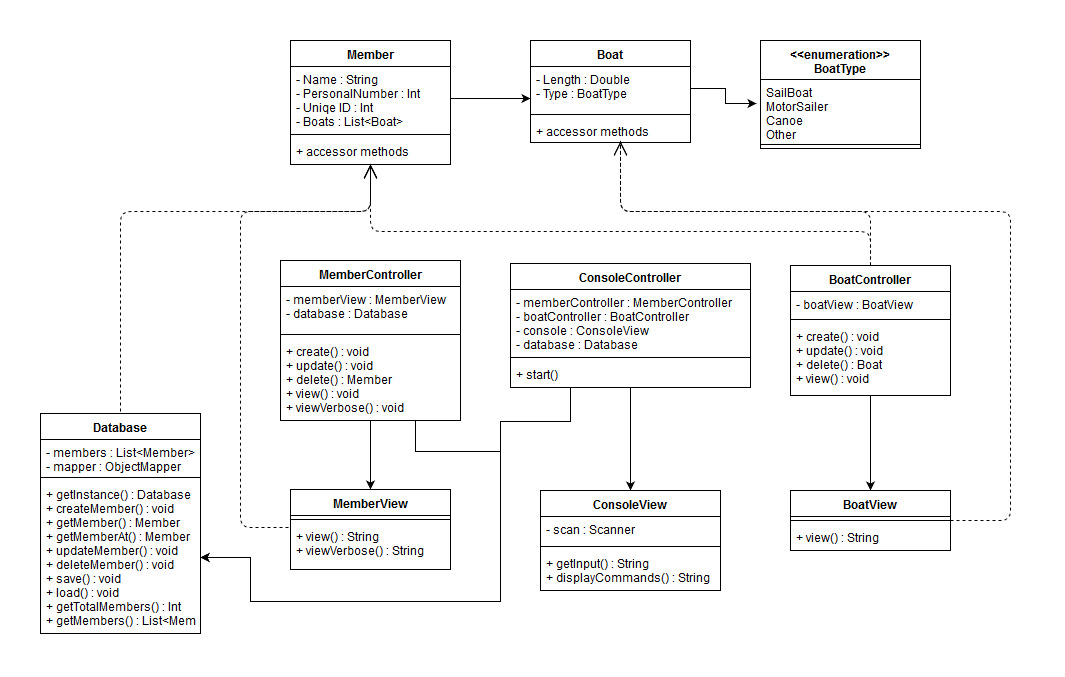 Member
- Name : String
- PersonalNumber : Int
- Uniqe ID : Int
- Boats : List<Boat>
+ accessor methods
Boat
- Length : Double
- Type : BoatType
+ accessor methods
<<enumeration>>
BoatType
SailBoat
MotorSailer
Canoe
Other
MemberController
- memberView : MemberView
- database : Database
+ create() : void
+ update() : void
+ delete() : Member
+ view() : void
+ viewVerbose() : void
ConsoleController
- memberController : MemberController
- boatController : BoatController
- console : ConsoleView
- database : Database
+ start()
BoatController
- boatView : BoatView
+ create() : void
+ update() : void
+ delete() : Boat
+ view() : void
Database
- members : List<Member>
- mapper : ObjectMapper
+ getInstance() : Database
+ createMember() : void
+ getMember() : Member
+ getMemberAt() : Member
+ updateMember() : void
+ deleteMember() : void
+ save() : void
+ load() : void
+ getTotalMembers() : Int
+ getMembers() : List<Mem
MemberView
+ view() : String
+ viewVerbose() : String
ConsoleView
- scan : Scanner
+ getInput() : String
+ displayCommands() : String
BoatView
+ view() : String